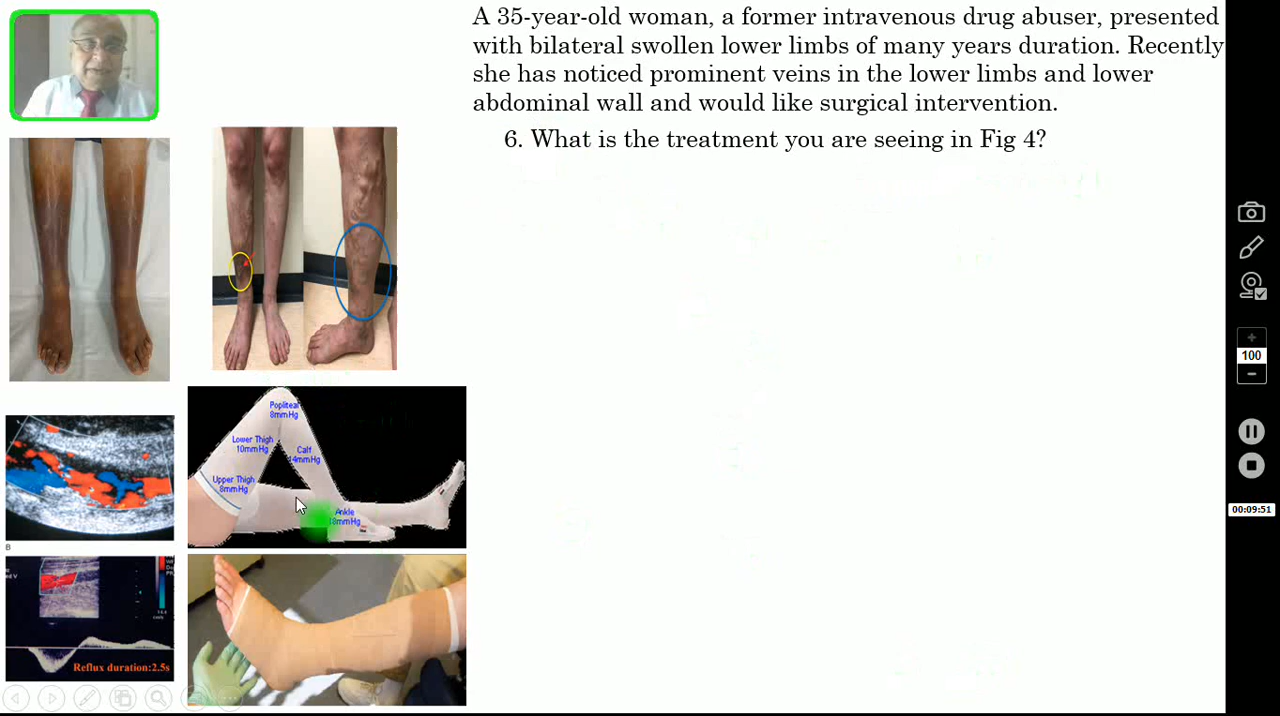 A 35-year-old woman, a former intravenous drug abuser, presented
with bilateral swollen lower limbs of many years duration. Recently
she has noticed prominent veins in the lower limbs and lower
abdominal wall and would like surgical intervention.
6. What is the treatment you are seeing in Fig 4?
Popliteal
8mmHg
Lower Thigh
10mmHg
Calf
14mmHg
Upper Thigh
8mmHg
Ankle
18mmHg
B
Reflux duration:2.5s
100
00:09:51